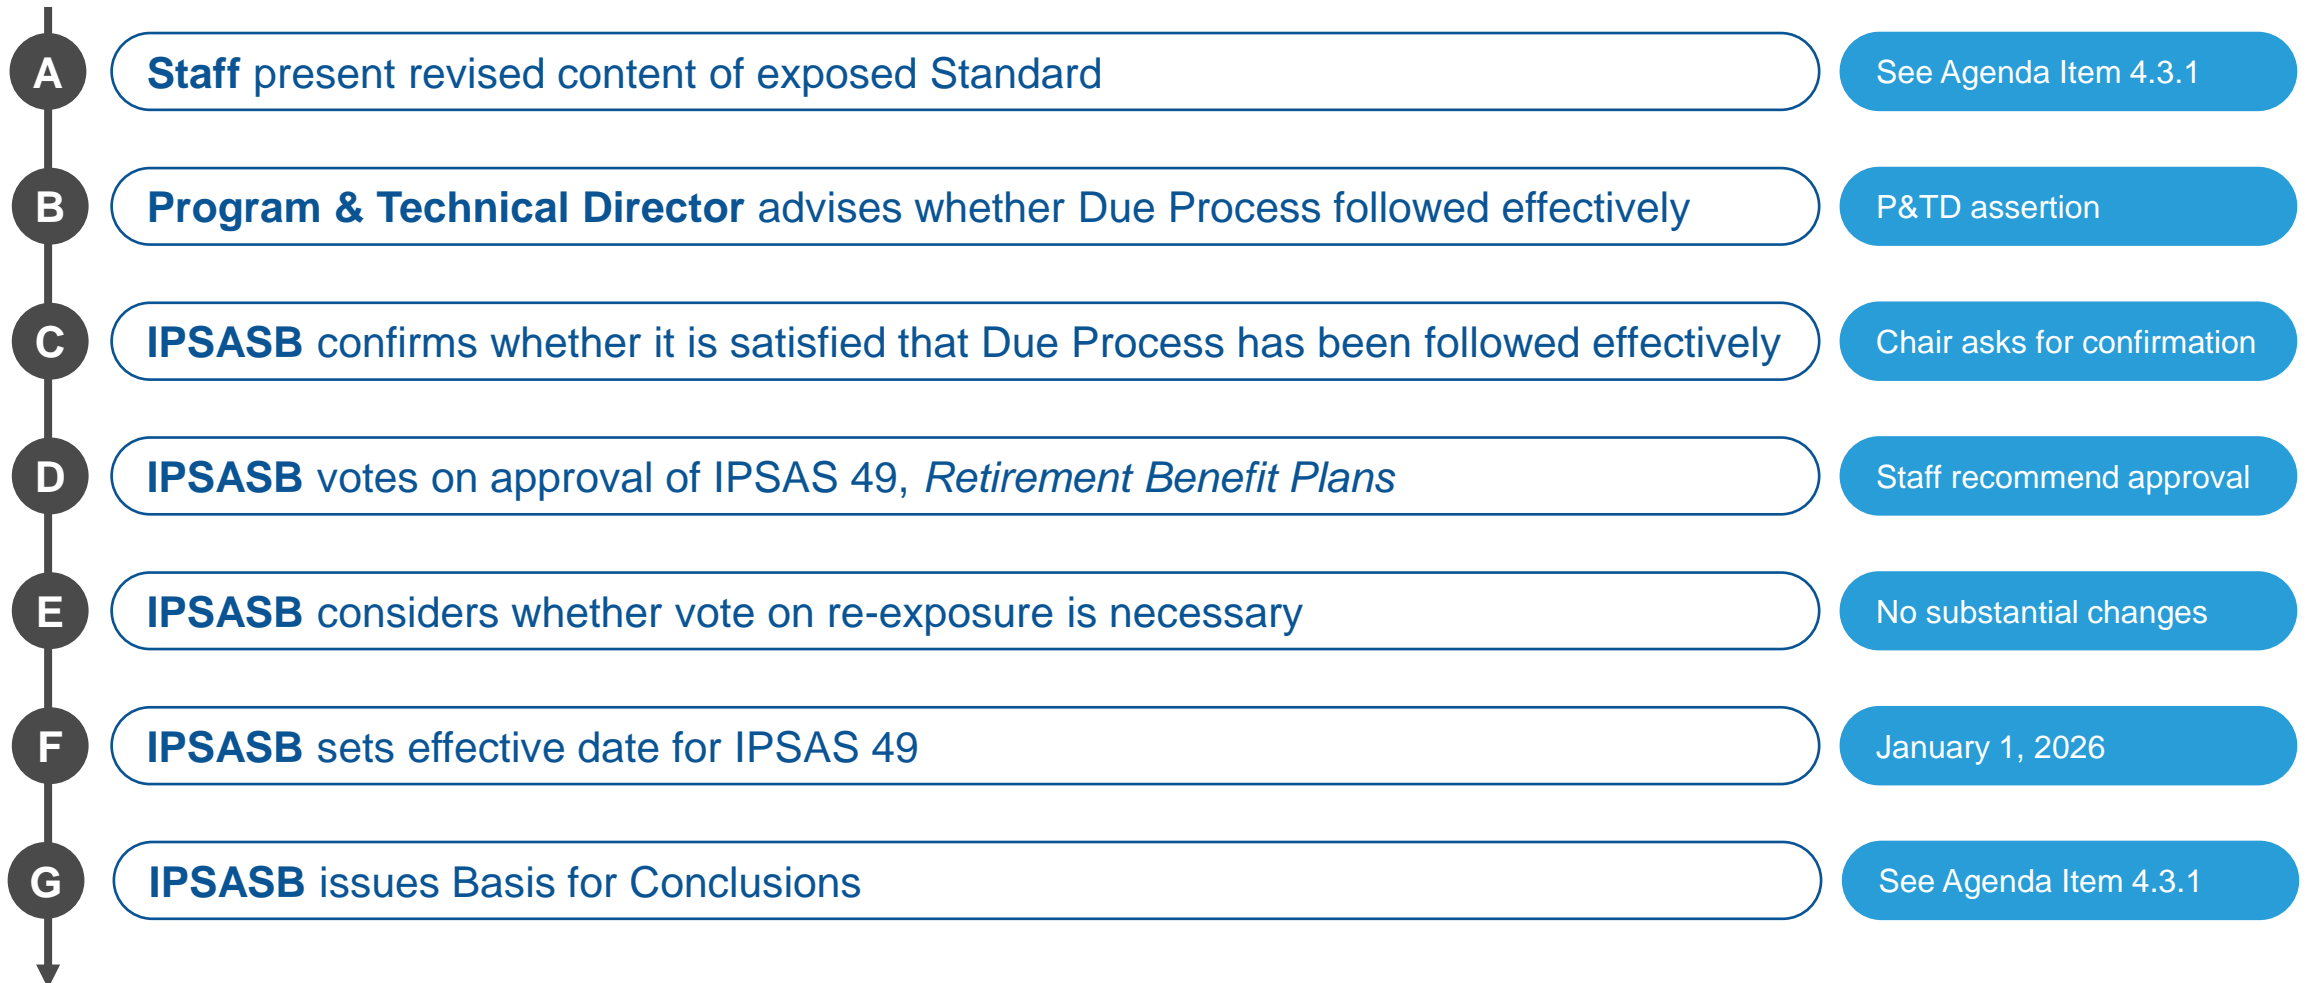 A
Staff present revised content of exposed Standard
See Agenda Item 4.3.1
B
Program & Technical Director advises whether Due Process followed effectively
P&TD assertion
C
IPSASB confirms whether it is satisfied that Due Process has been followed effectively
Chair asks for confirmation
D
IPSASB votes on approval of IPSAS 49, Retirement Benefit Plans
Staff recommend approval
E
IPSASB considers whether vote on re-exposure is necessary
No substantial changes
F
IPSASB sets effective date for IPSAS 49
January 1, 2026
G
IPSASB issues Basis for Conclusions
See Agenda Item 4.3.1